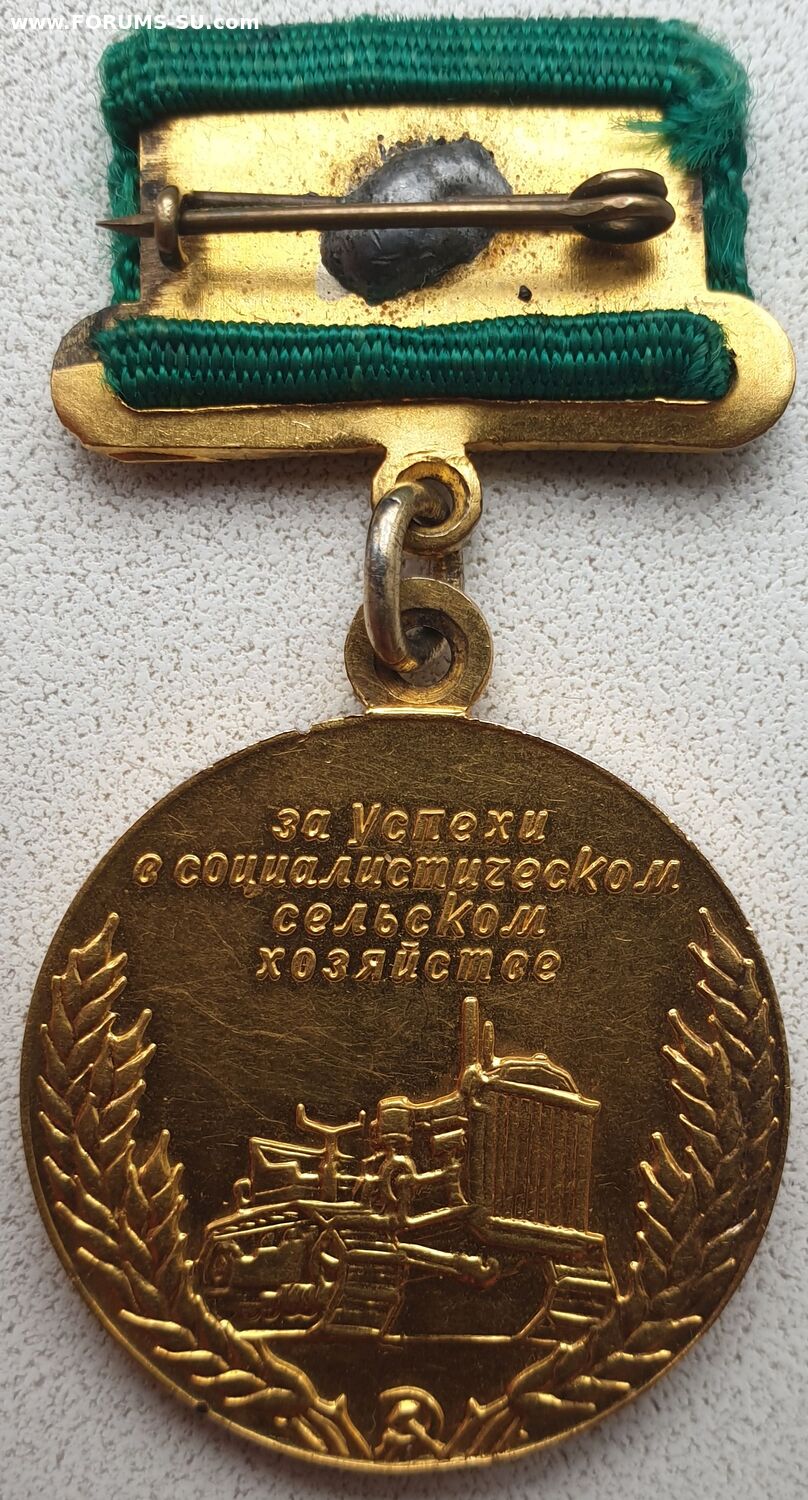 www.FORUMS-SU.com
за успехи
в социалистическом
сельском
хозяйстве